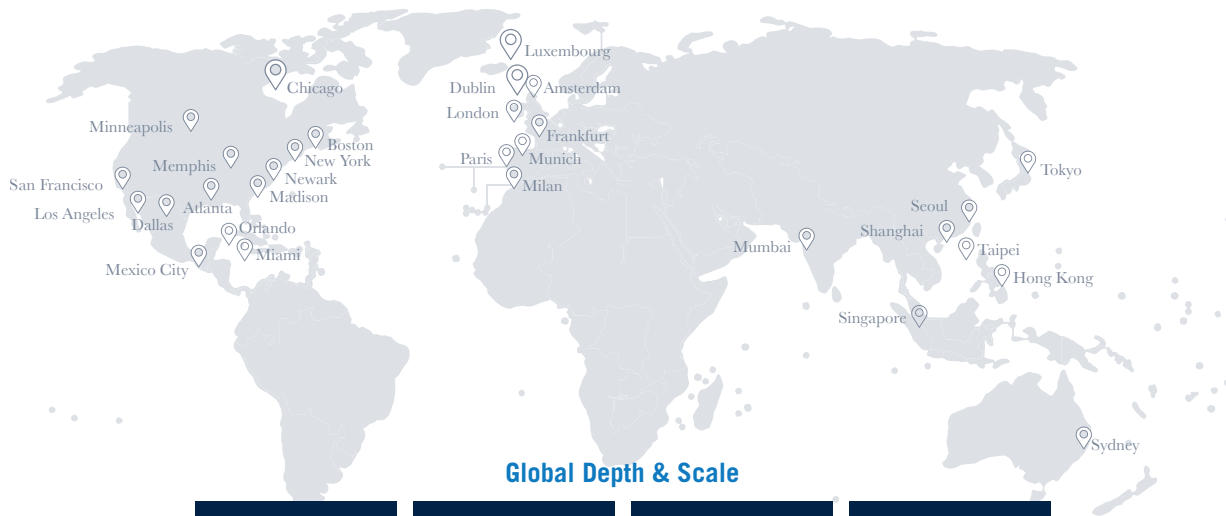 Luxembourg
Chicago
Dublin
Amsterdam
London
Minneapolis
Frankfurt
Boston
New York
Memphis
Paris
Munich
Tokyo
Newark
San Francisco
Milan
Madison
Los Angeles
Atlanta
Dallas
Seoul
Orlando
Shanghai
Mumbai
Miami
Taipei
Mexico City
Hong Kong
Singapore
Sydney
Global Depth & Scale